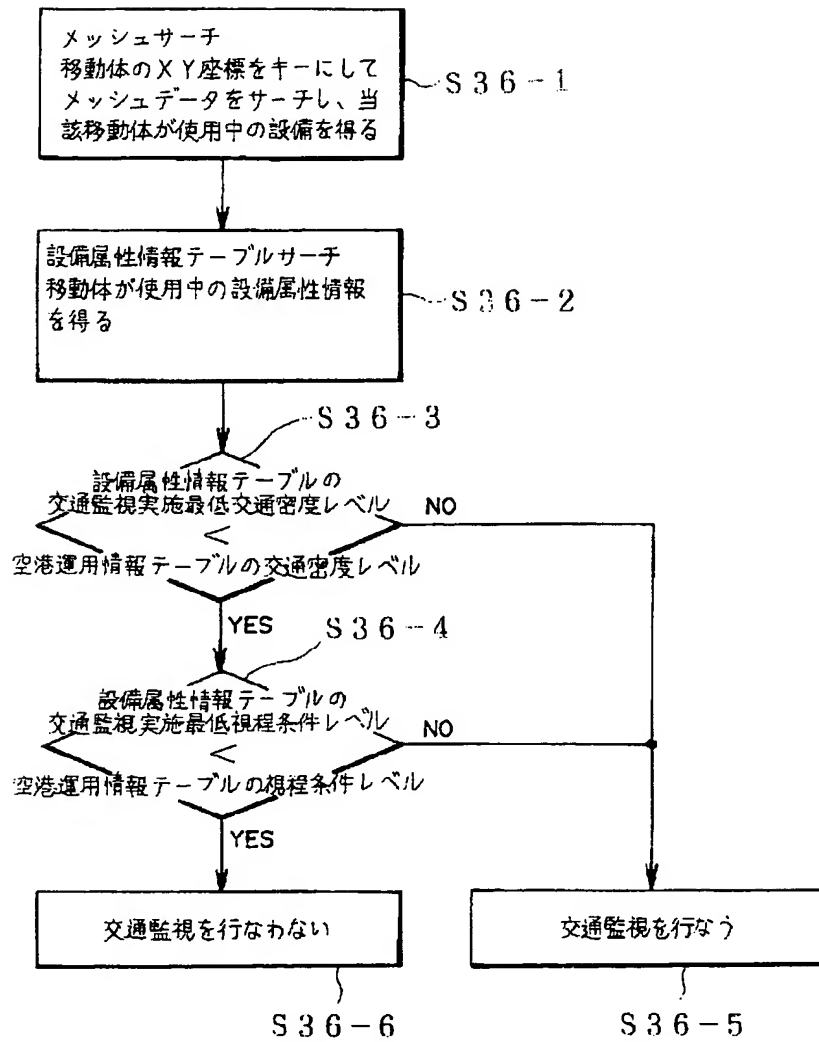 メッシュサーチ
移動体のXY座標をキーにして
メッシュデータをサーチし、当
該移動体が使用中の設備を得る
S36-1
設備属性情報テーブルサーチ
移動体が使用中の設備属性情報
を得る
S36-2
S36-3
設備属性情報テーブルの
交通監視実施最低交通密度レベル
<
空港運用情報テーブルの交通密度レベル
NO
YES
S36-4
設備属性情報テーブルの
交通監視実施最低視程条件レベル
<
空港運用情報テーブルの視程条件レベル
NO
YES
交通監視を行なわない
交通監視を行なう
S36-6
S36-5